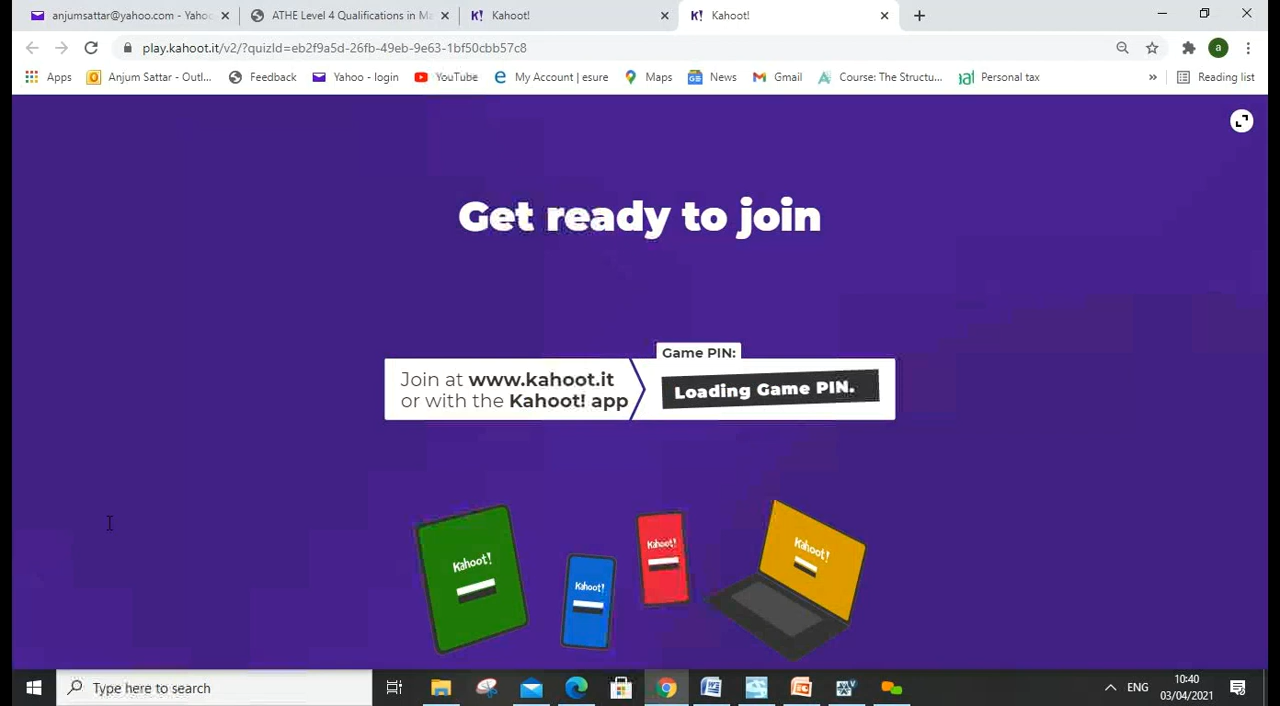 anjumsattar@yahoo.com - Yaho
ATHE Level 4 Qualifications in Ma
K! Kahoot!
K! Kahoot!
play.kahoot.it/v2/?quizId=eb2f9a5d-26fb-49eb-9e63-1bf50cbb57c8
a
Apps
Anjum Sattar - Outl...
Feedback
Yahoo - login
YouTube
My Account | esure
Maps
News
Gmail
Course: The Structu...
Personal tax
»
Reading list
Get ready to join
Game PIN:
Join at www.kahoot.it
or with the Kahoot! app
Loading Game PIN.
Kahoot!
Kahoot!
Kahoot!
Kahoot!
Type here to search
ENG
10:40
03/04/2021